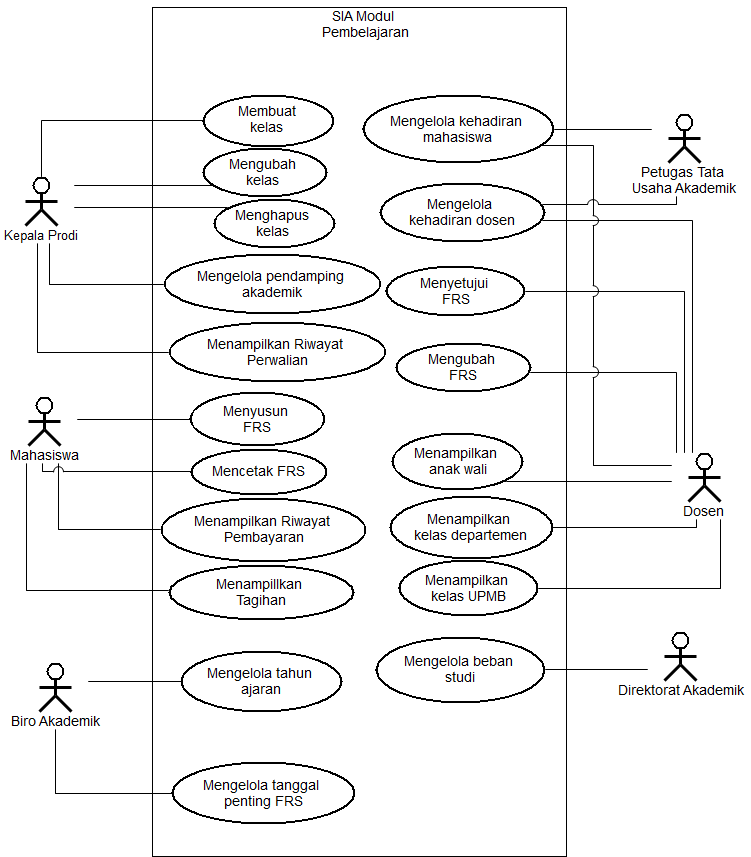 SIA Modul
Pembelajaran
Membuat
kelas
Mengubah
kelas
Menghapus
kelas
Kepala Prodi
Mengelola pendamping
akademik
Menampilkan Riwayat
Perwalian
Menyusun
FRS
Mahasiswa
Mencetak FRS
Menampilkan Riwayat
Pembayaran
Menampillkan
Tagihan
Mengelola tahun
ajaran
Biro Akademik
Mengelola tanggal
penting FRS
Mengelola kehadiran
mahasiswa
Petugas Tata
Usaha Akademik
Mengelola
kehadiran dosen
Menyetujui
FRS
Mengubah
FRS
Menampilkan
anak wali
Dosen
Menampilkan
kelas departemen
Menampilkan
kelas UPMB
Mengelola beban
studi
Direktorat Akademik